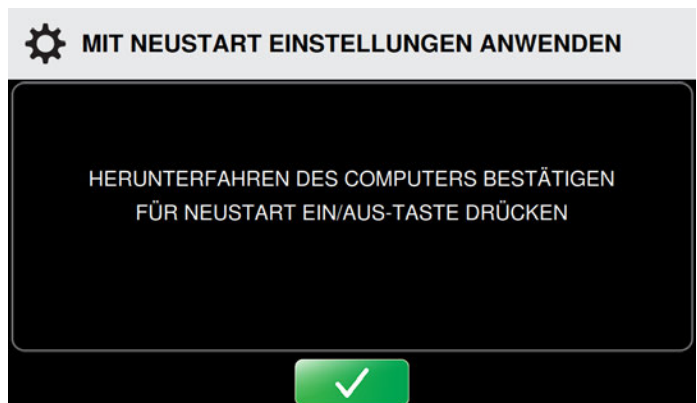 MIT NEUSTART EINSTELLUNGEN ANWENDEN
HERUNTERFAHREN DES COMPUTERS BESTÄTIGEN
FÜR NEUSTART EIN/AUS-TASTE DRÜCKEN